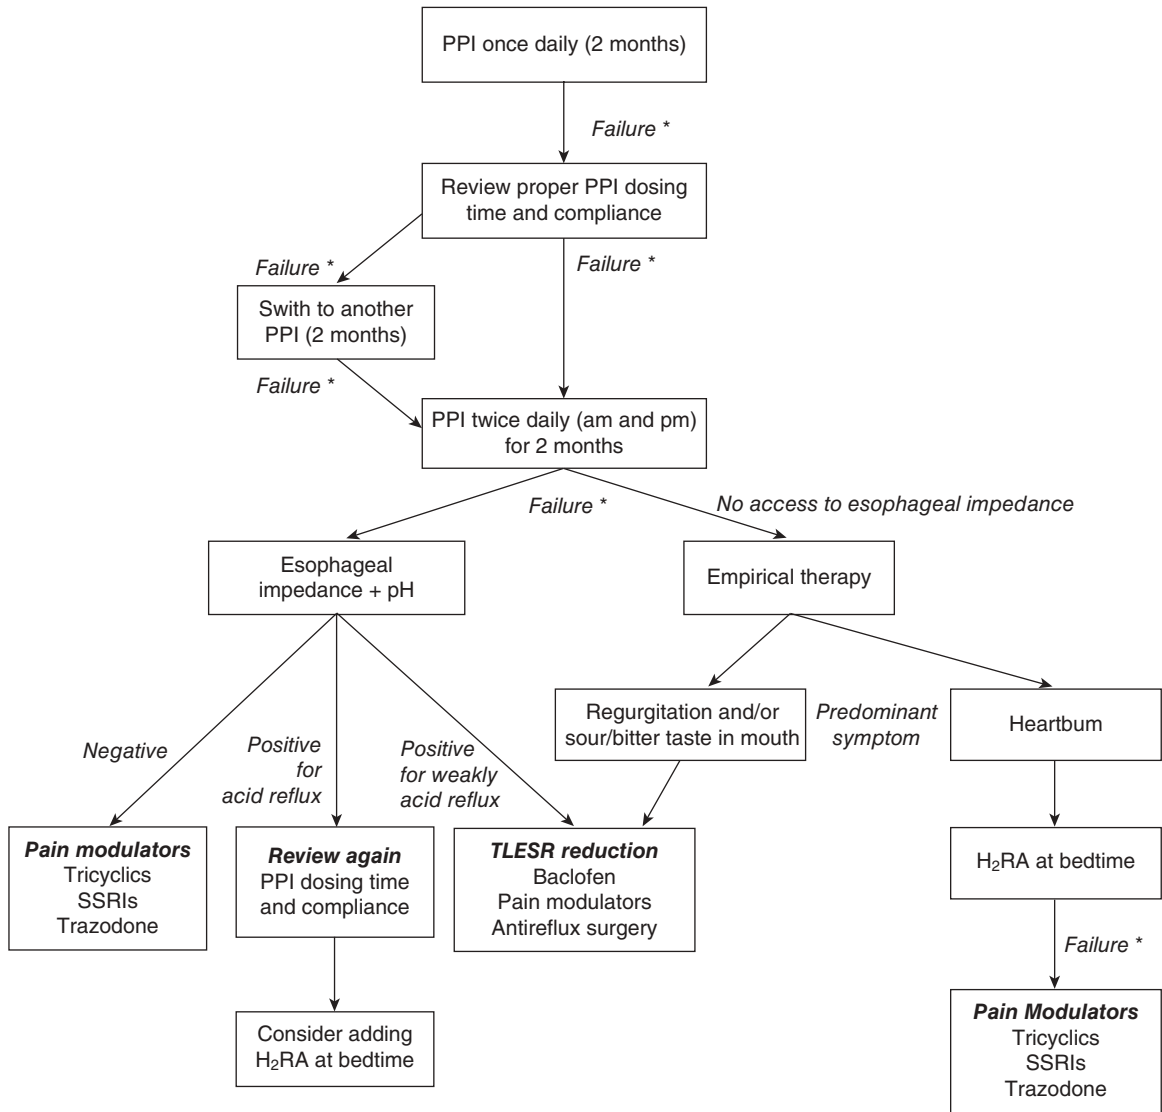 PPI once daily (2 months)
Failure *
Review proper PPI dosing
time and compliance
Failure *
Failure *
Swith to another
PPI (2 months)
Failure *
PPI twice daily (am and pm)
for 2 months
Failure *
No access to esophageal impedance
Esophageal
impedance + pH
Empirical therapy
Negative
Positive
for
acid reflux
Positive
for weakly
acid reflux
Regurgitation and/or
sour/bitter taste in mouth
Predominant
symptom
Heartbum
Pain modulators
Tricyclics
SSRIs
Trazodone
Review again
PPI dosing time
and compliance
TLESR reduction
Baclofen
Pain modulators
Antireflux surgery
H₂RA at bedtime
Failure *
Consider adding
H₂RA at bedtime
Pain Modulators
Tricyclics
SSRIs
Trazodone